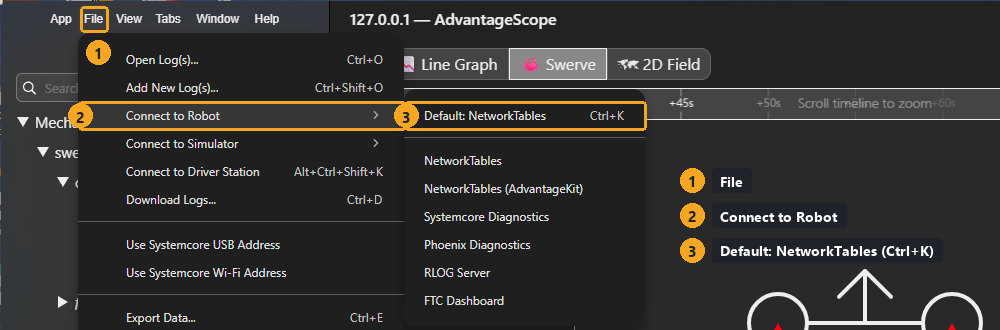 App File View Tabs Window Help
127.0.0.1 — AdvantageScope
1
Open Log(s)... Ctrl+O
Line Graph Swerve 2D Field
Search
Add New Log(s)... Ctrl+Shift+O
2 Connect to Robot
3 Default: NetworkTables Ctrl+K
+45s +50s Scroll timeline to zoom +60s
Connect to Simulator
Connect to Driver Station Alt+Ctrl+Shift+K
Download Logs... Ctrl+D
Use Systemcore USB Address
Use Systemcore Wi-Fi Address
Export Data... Ctrl+E
NetworkTables
NetworkTables (AdvantageKit)
Systemcore Diagnostics
Phoenix Diagnostics
RLOG Server
FTC Dashboard
1 File
2 Connect to Robot
3 Default: NetworkTables (Ctrl+K)